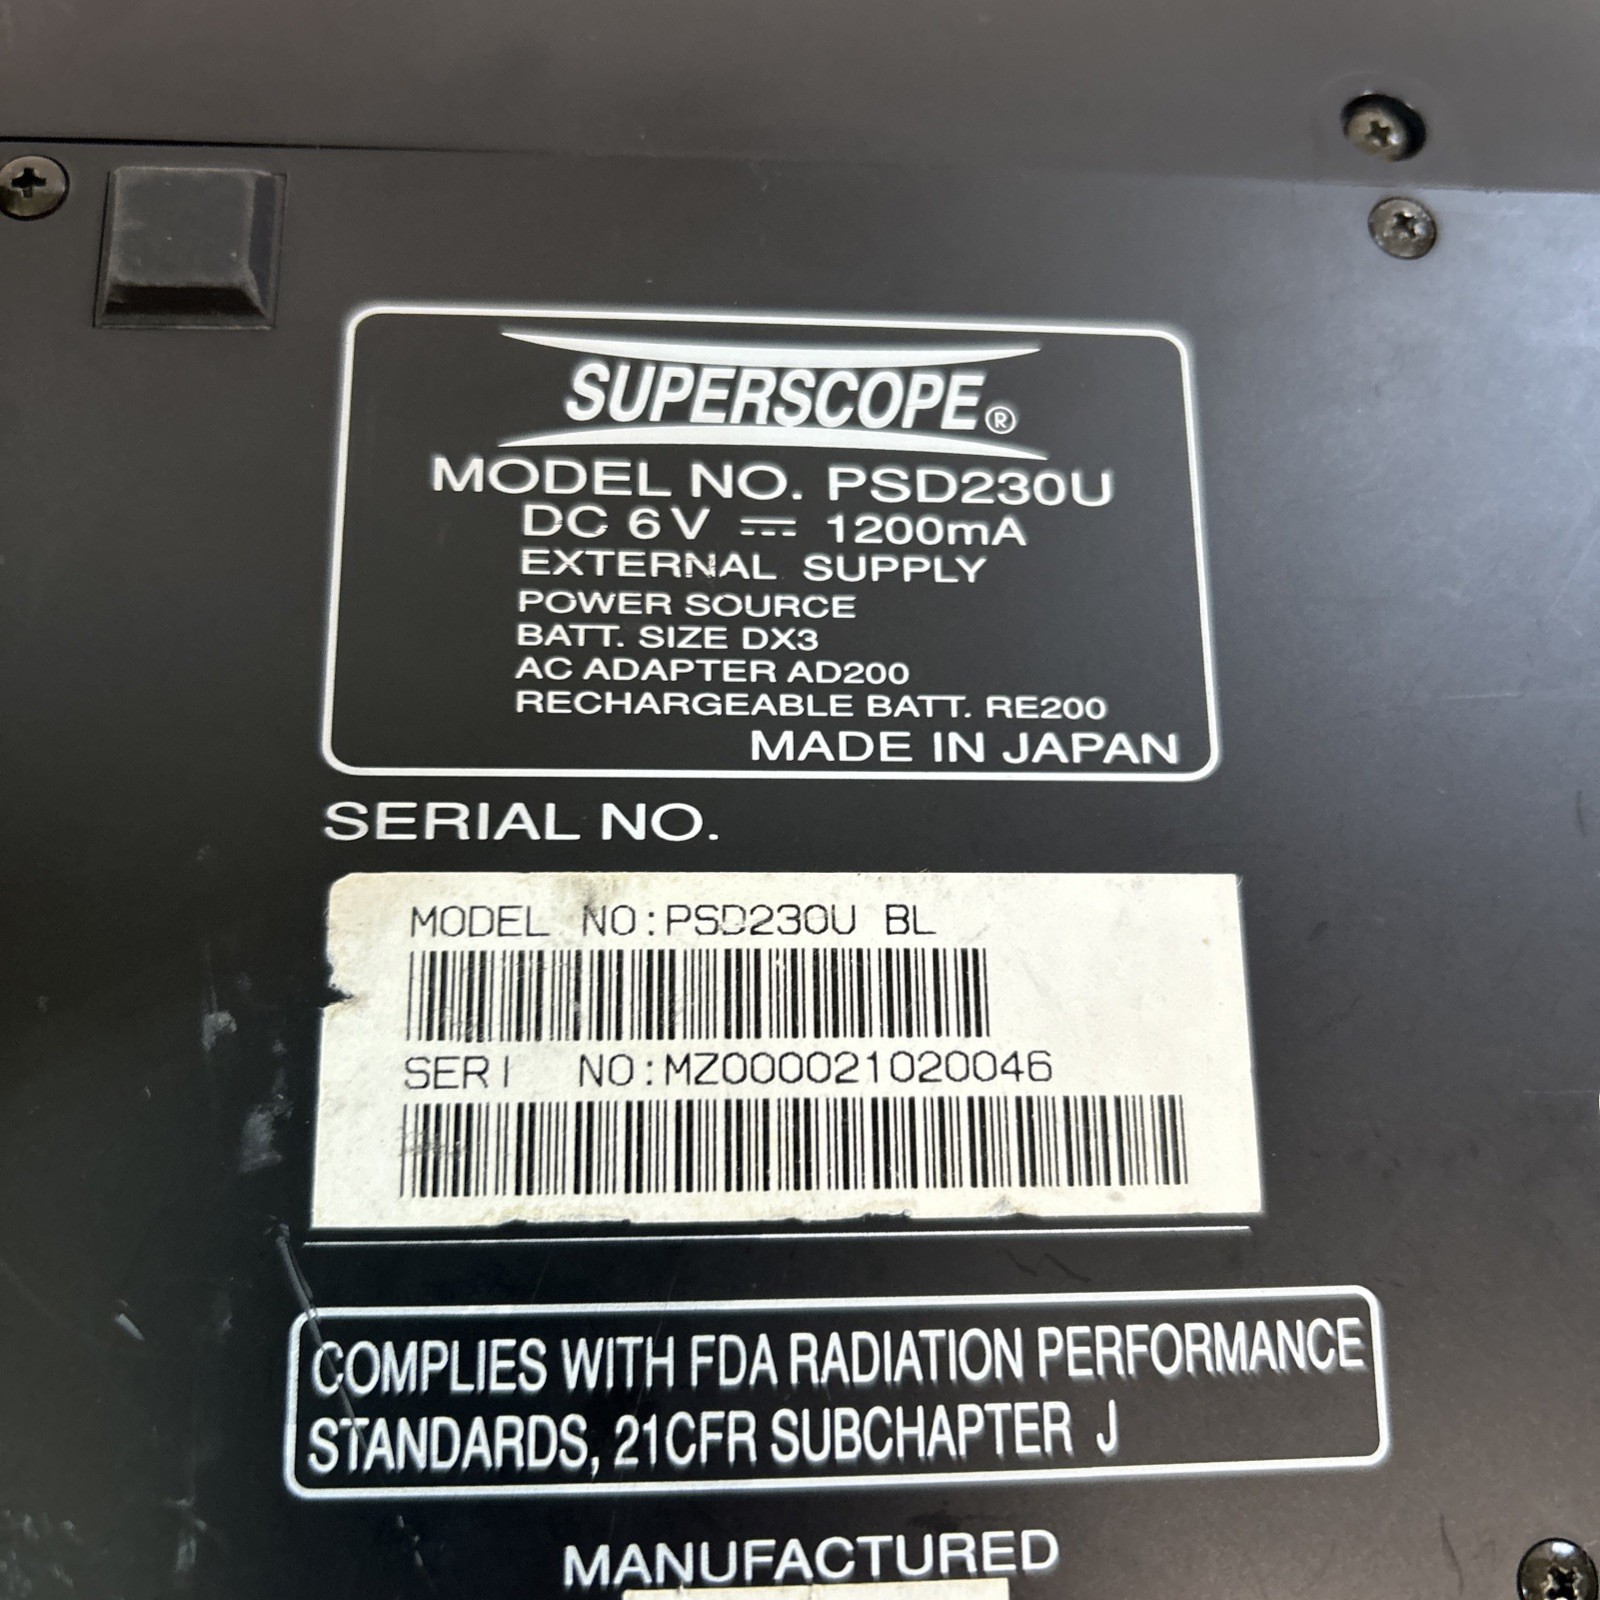 SUPERSCOPE®
MODEL NO. PSD230U
DC 6V ⎓ 1200mA
EXTERNAL SUPPLY
POWER SOURCE
BATT. SIZE DX3
AC ADAPTER AD200
RECHARGEABLE BATT. RE200
MADE IN JAPAN
SERIAL NO.
MODEL NO:PSD230U BL
SERI NO:MZ000021020046
COMPLIES WITH FDA RADIATION PERFORMANCE
STANDARDS, 21CFR SUBCHAPTER J
MANUFACTURED